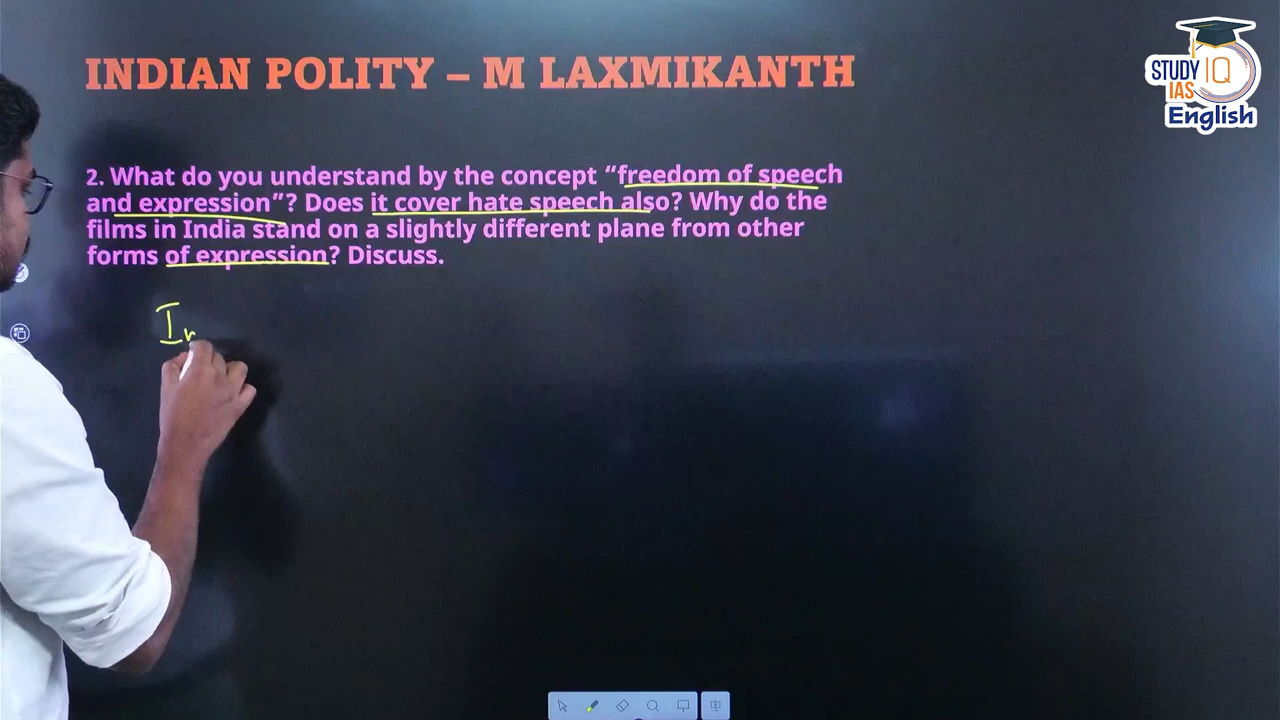 INDIAN POLITY – M LAXMIKANTH
STUDY IQ
IAS
English
2. What do you understand by the concept “freedom of speech
and expression”? Does it cover hate speech also? Why do the
films in India stand on a slightly different plane from other
forms of expression? Discuss.
In